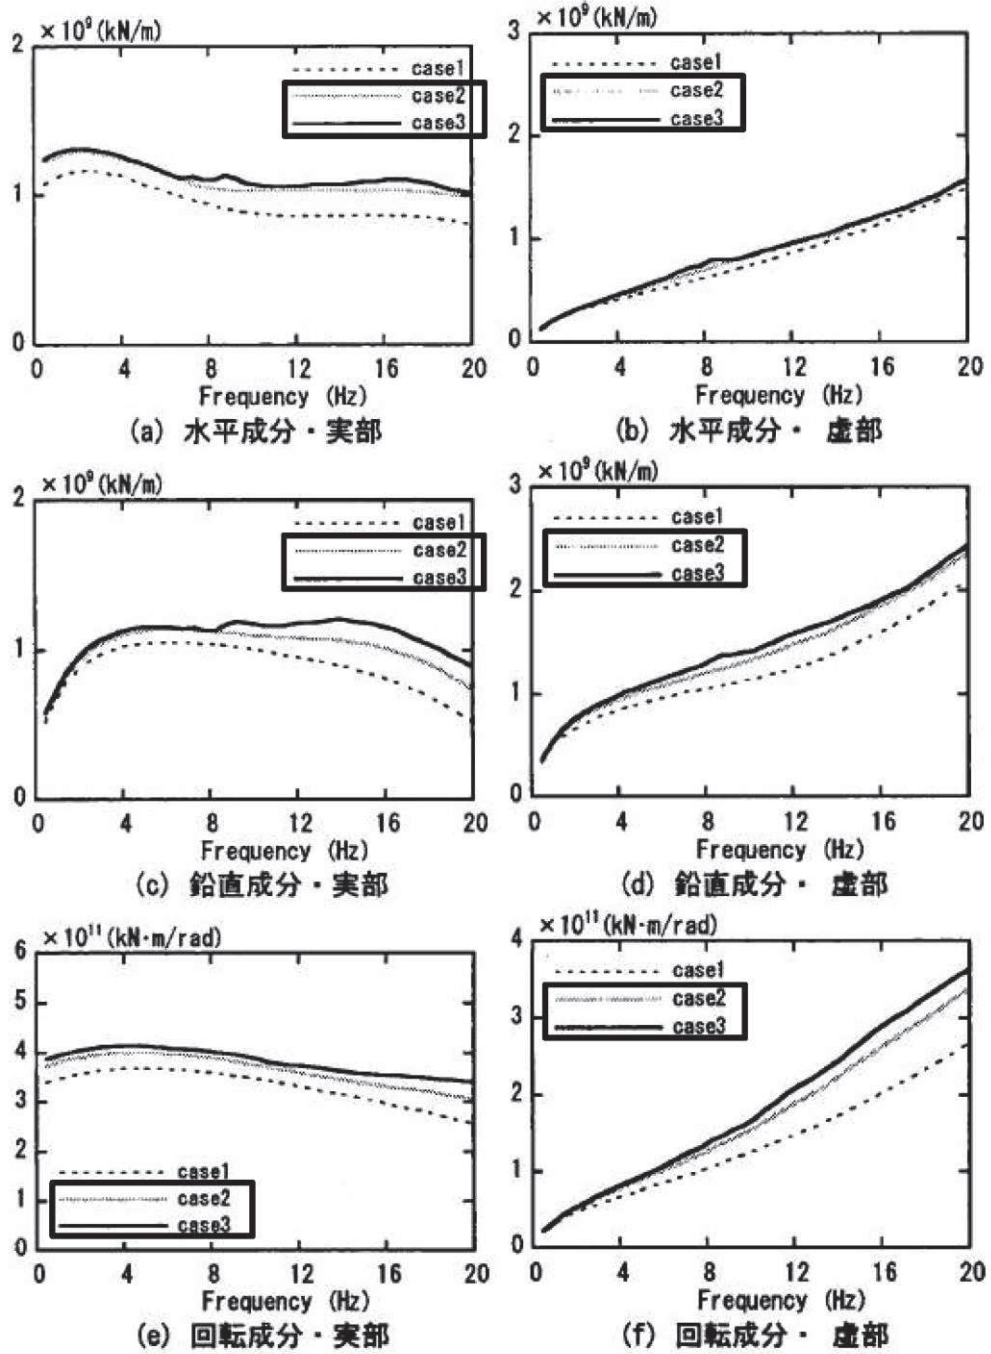 ×10⁹(kN/m)
2
1
0
case1
case2
case3
0 4 8 12 16 20
Frequency (Hz)
(a) 水平成分・実部
×10⁹(kN/m)
3
2
1
0
case1
case2
case3
0 4 8 12 16 20
Frequency (Hz)
(b) 水平成分・ 虚部
×10⁹(kN/m)
2
1
0
case1
case2
case3
0 4 8 12 16 20
Frequency (Hz)
(c) 鉛直成分・実部
×10⁹(kN/m)
3
2
1
0
case1
case2
case3
0 4 8 12 16 20
Frequency (Hz)
(d) 鉛直成分・ 虚部
×10¹¹(kN·m/rad)
6
5
4
3
2
1
0
case1
case2
case3
0 4 8 12 16 20
Frequency (Hz)
(e) 回転成分・実部
×10¹¹(kN·m/rad)
4
3
2
1
0
case1
case2
case3
0 4 8 12 16 20
Frequency (Hz)
(f) 回転成分・ 虚部